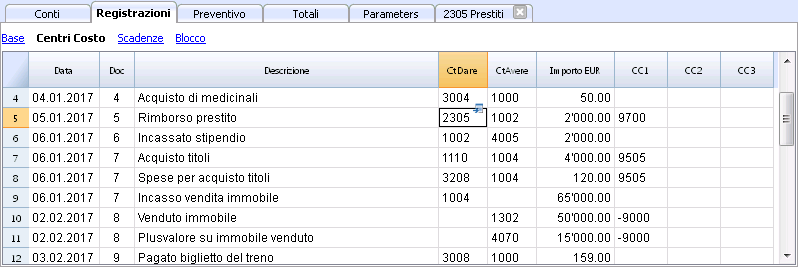 Conti Registrazioni Preventivo Totali Parameters 2305 Prestiti
Base Centri Costo Scadenze Blocco
Data Doc Descrizione CtDare CtAvere Importo EUR CC1 CC2 CC3
4 04.01.2017 4 Acquisto di medicinali 3004 1000 50.00
5 05.01.2017 5 Rimborso prestito 2305 1002 2'000.00 9700
6 06.01.2017 6 Incassato stipendio 1002 4005 2'000.00
7 06.01.2017 7 Acquisto titoli 1110 1004 4'000.00 9505
8 06.01.2017 7 Spese per acquisto titoli 3208 1004 120.00 9505
9 06.01.2017 7 Incasso vendita immobile 1004 65'000.00
10 02.02.2017 8 Venduto immobile 1302 50'000.00 -9000
11 02.02.2017 8 Plusvalore su immobile venduto 4070 15'000.00 -9000
12 03.02.2017 9 Pagato biglietto del treno 3008 1000 159.00